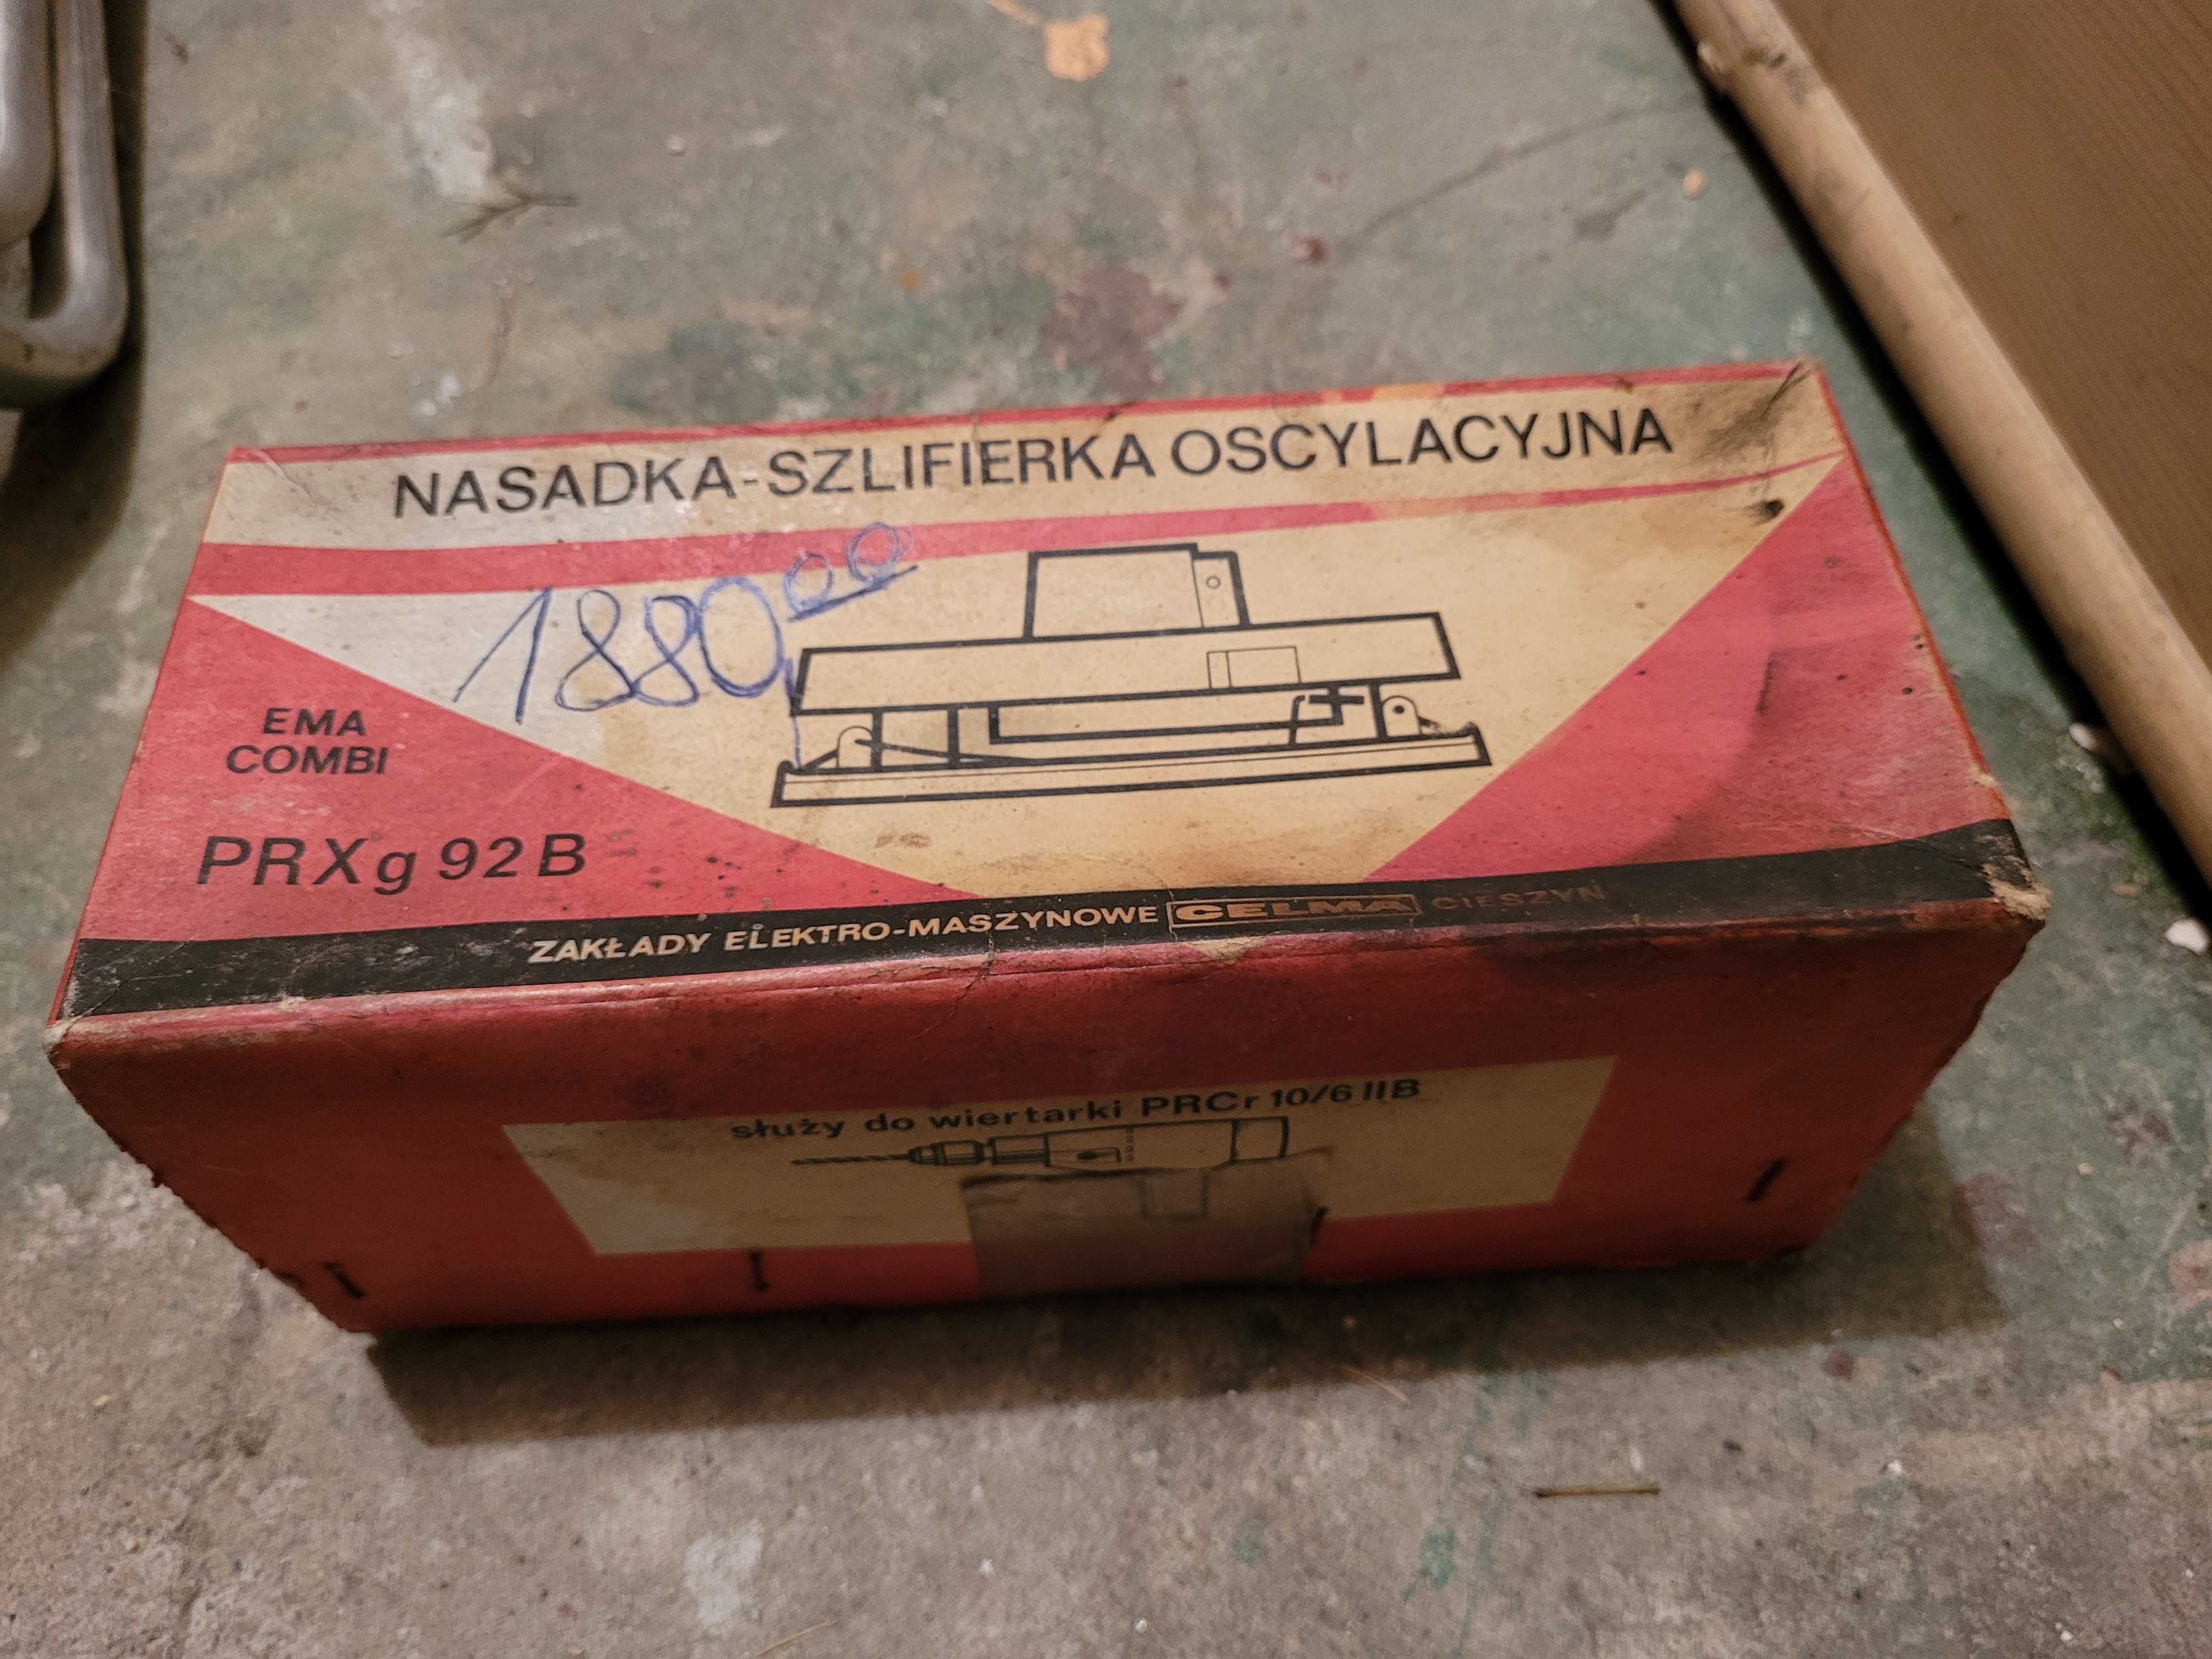 NASADKA-SZLIFIERKA OSCYLACYJNA
1880,00
EMA
COMBI
PRXg 92 B
ZAKŁADY ELEKTRO-MASZYNOWE CELMA CIESZYN
służy do wiertarki PRCr 10/6 IIB